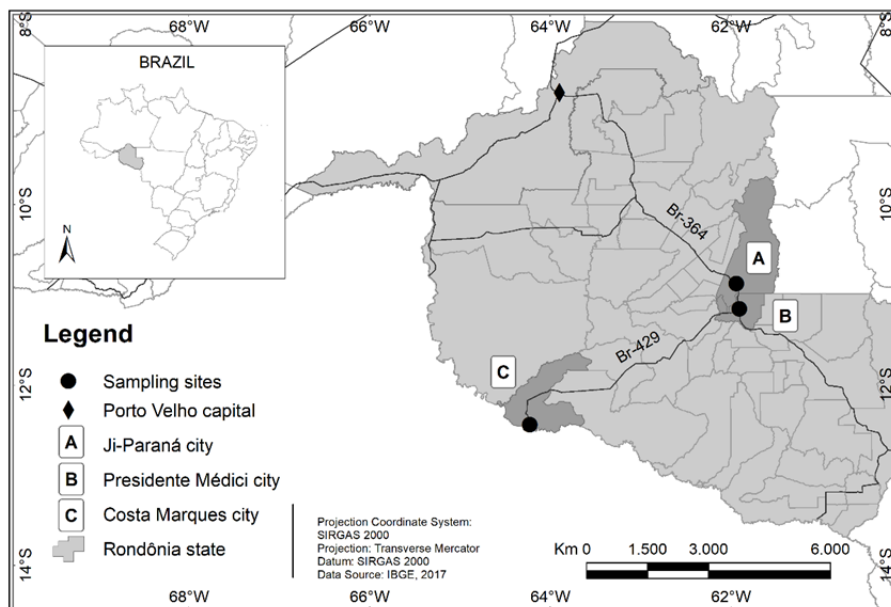 68°W 66°W 64°W 62°W 8°S
8°S
BRAZIL
N
10°S
10°S
Br-364
A
B
Br-429
C
12°S
12°S
Legend
Sampling sites
Porto Velho capital
A Ji-Paraná city
B Presidente Médici city
C Costa Marques city
Rondônia state
Projection Coordinate System:
SIRGAS 2000
Projection: Transverse Mercator
Datum: SIRGAS 2000
Data Source: IBGE, 2017
Km 0 1.500 3.000 6.000
14°S
14°S
68°W 66°W 64°W 62°W